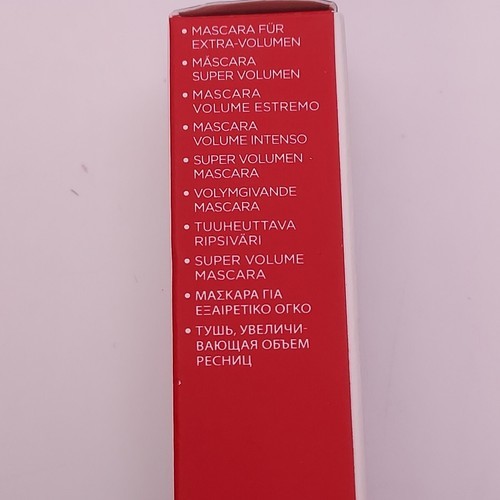 • MASCARA FÜR
EXTRA-VOLUMEN
• MÁSCARA
SUPER VOLUMEN
• MASCARA
VOLUME ESTREMO
• MASCARA
VOLUME INTENSO
• SUPER VOLUMEN -
MASCARA
• VOLYMGIVANDE
MASCARA
• TUUHEUTTAVA
RIPSIVÄRI
• SUPER VOLUME
MASCARA
• ΜΑΣΚΑΡΑ ΓΙΑ
ΕΞΑΙΡΕΤΙΚΟ ΟΓΚΟ
• ТУШЬ, УВЕЛИЧИ-
ВАЮЩАЯ ОБЪЕМ
РЕСНИЦ